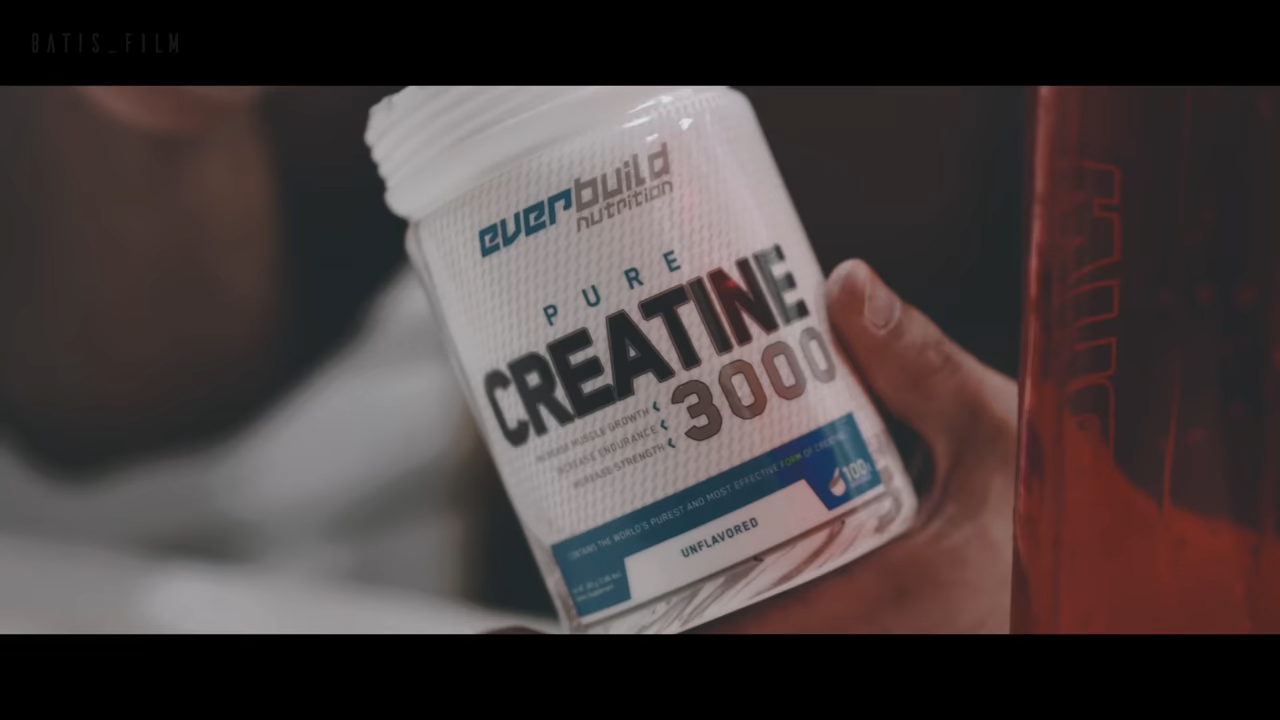 BATIS_FILM
everbuild
nutrition
PURE
CREATINE
3000
INCREASE MUSCLE GROWTH
INCREASE ENDURANCE
INCREASE STRENGTH
CONTAINS THE WORLD'S PUREST AND MOST EFFECTIVE FORM OF CREATINE
100
UNFLAVORED